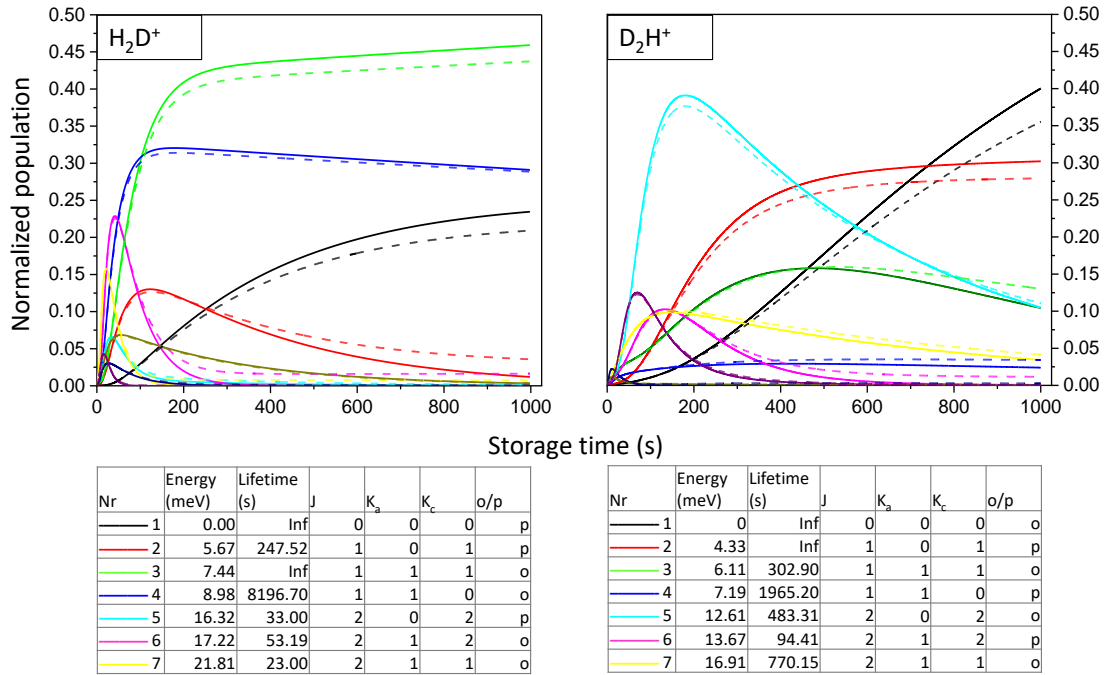 H2D+
D2H+
Normalized population
0.50
0.45
0.40
0.35
0.30
0.25
0.20
0.15
0.10
0.05
0.00
0 200 400 600 800 1000
0 200 400 600 800 1000
0.50
0.45
0.40
0.35
0.30
0.25
0.20
0.15
0.10
0.05
0.00
Storage time (s)
Nr Energy (meV) Lifetime (s) J Ka Kc o/p
1 0.00 Inf 0 0 0 p
2 5.67 247.52 1 0 1 p
3 7.44 Inf 1 1 1 o
4 8.98 8196.70 1 1 0 o
5 16.32 33.00 2 0 2 p
6 17.22 53.19 2 1 2 o
7 21.81 23.00 2 1 1 o
Nr Energy (meV) Lifetime (s) J Ka Kc o/p
1 0 Inf 0 0 0 o
2 4.33 Inf 1 0 1 p
3 6.11 302.90 1 1 1 o
4 7.19 1965.20 1 1 0 p
5 12.61 483.31 2 0 2 o
6 13.67 94.41 2 1 2 p
7 16.91 770.15 2 1 1 o